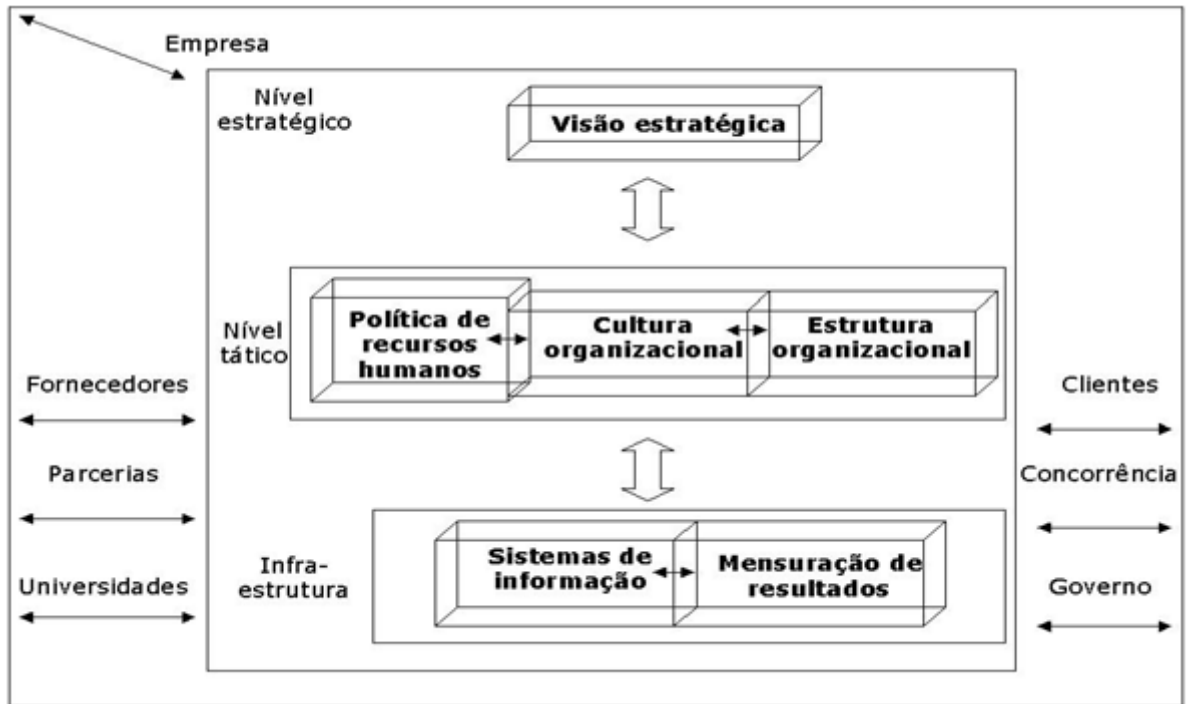 Empresa
Nível
estratégico
Visão estratégica
Nível
tático
Política de
recursos
humanos
Cultura
organizacional
Estrutura
organizacional
Fornecedores
Parcerias
Universidades
Clientes
Concorrência
Governo
Infra-
estrutura
Sistemas de
informação
Mensuração de
resultados